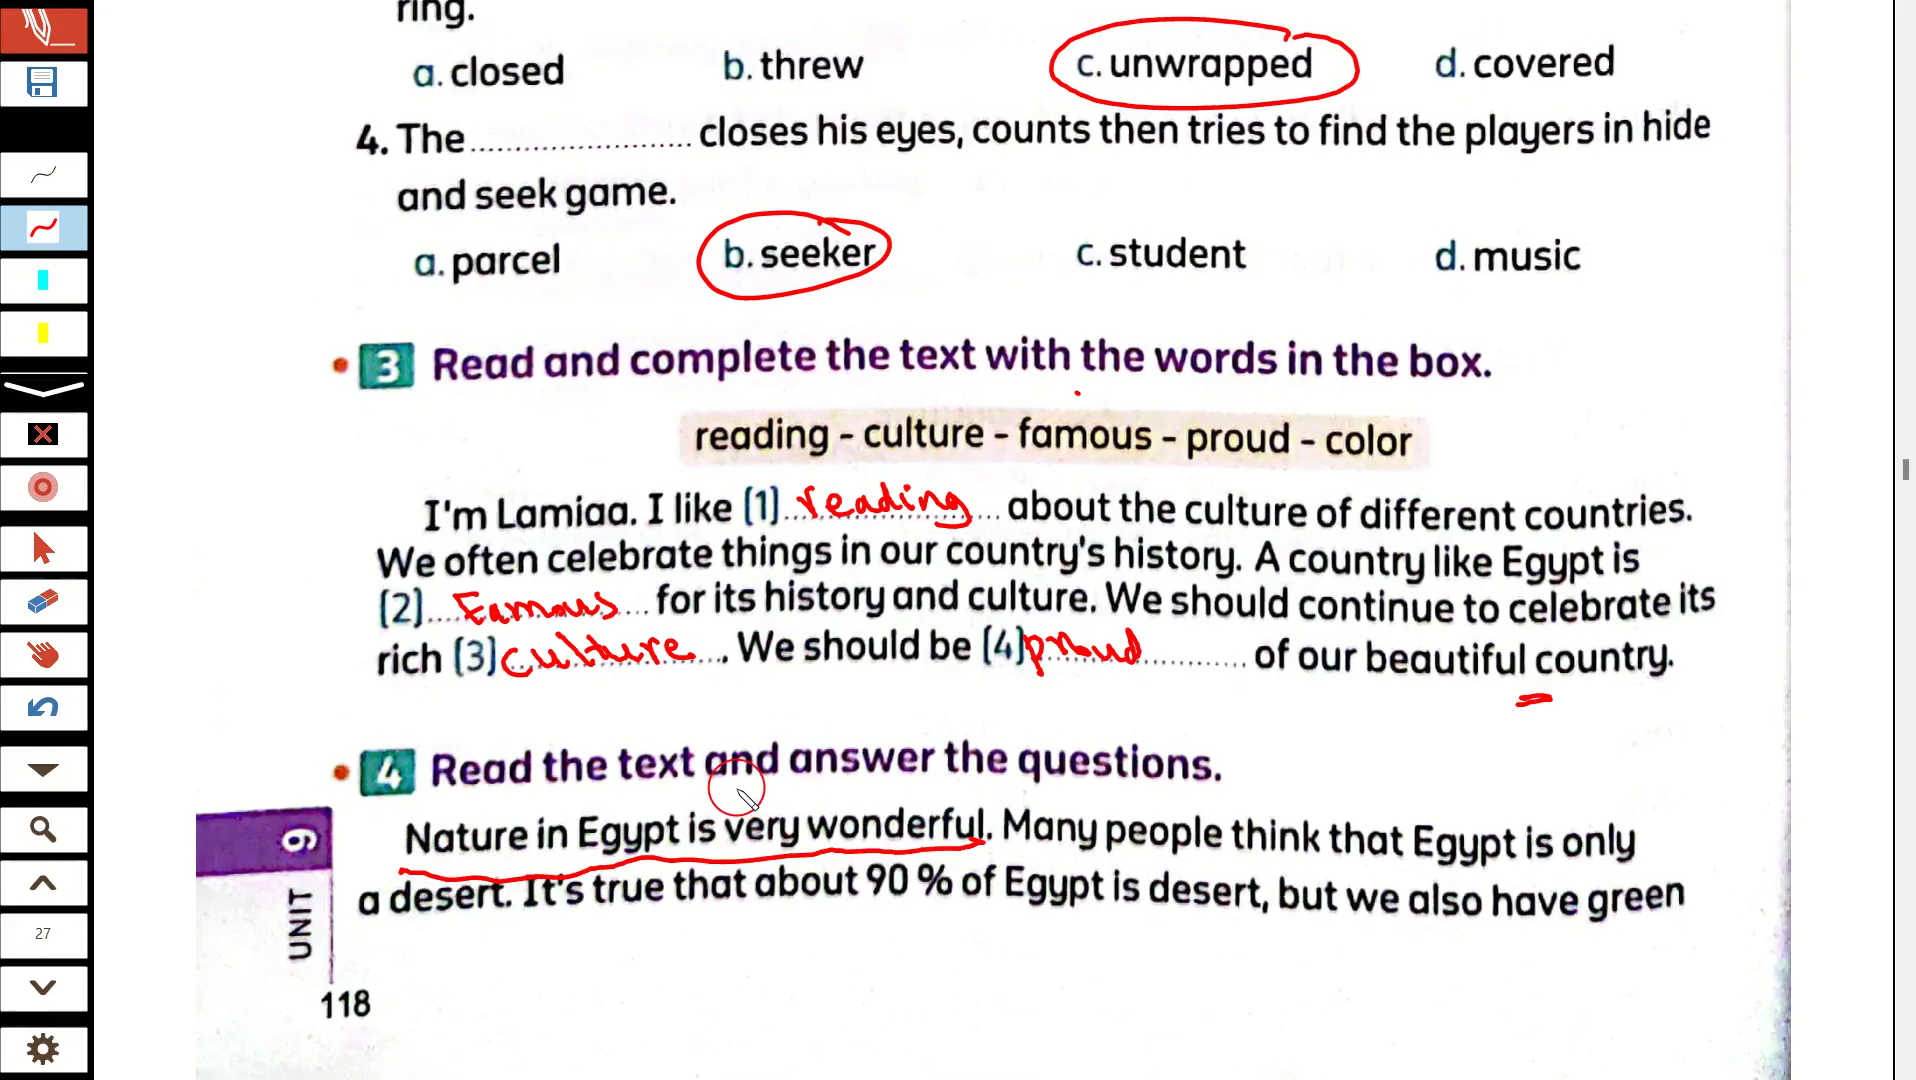 ring.
a. closed b. threw c. unwrapped d. covered
4. The ...................... closes his eyes, counts then tries to find the players in hide
and seek game.
a. parcel b. seeker c. student d. music
3 Read and complete the text with the words in the box.
reading - culture - famous - proud - color
I'm Lamiaa. I like (1) reading about the culture of different countries.
We often celebrate things in our country's history. A country like Egypt is
(2) Famous for its history and culture. We should continue to celebrate its
rich (3) culture. We should be (4) proud of our beautiful country.
4 Read the text and answer the questions.
Nature in Egypt is very wonderful. Many people think that Egypt is only
a desert. It's true that about 90 % of Egypt is desert, but we also have green
UNIT 9
118
27